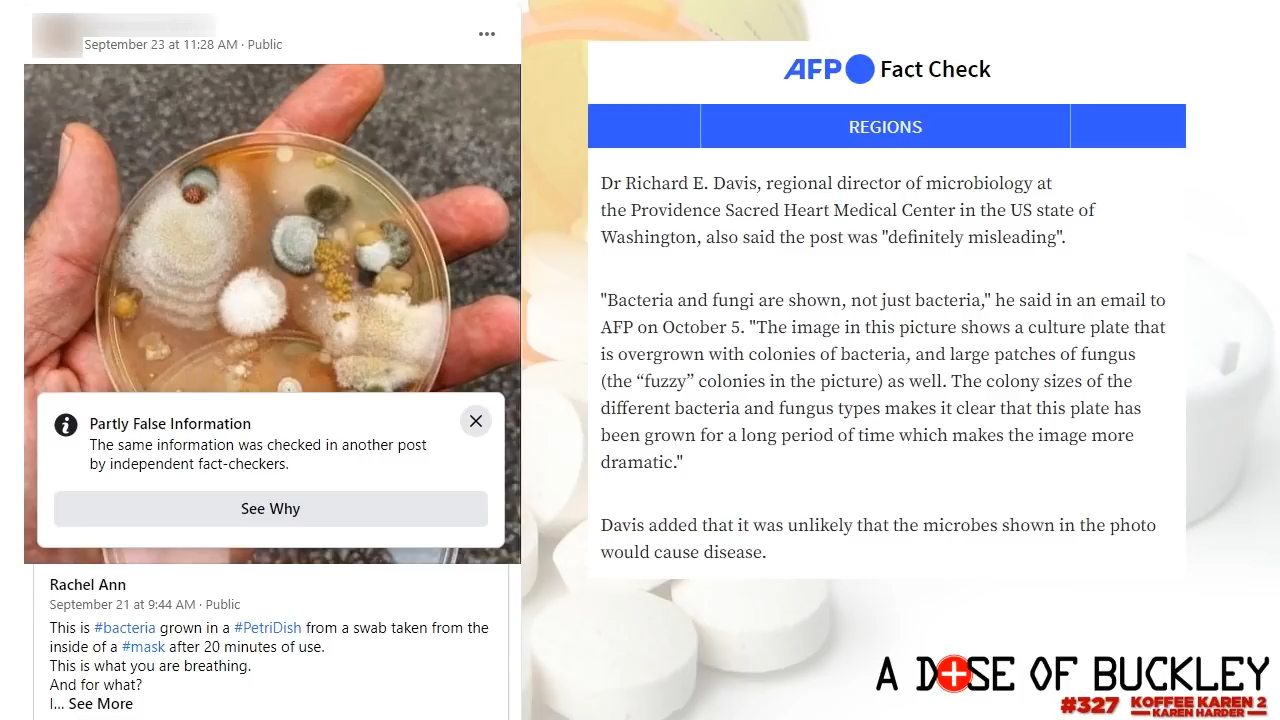 September 23 at 11:28 AM · Public
Partly False Information
The same information was checked in another post
by independent fact-checkers.
See Why
Rachel Ann
September 21 at 9:44 AM · Public
This is #bacteria grown in a #PetriDish from a swab taken from the
inside of a #mask after 20 minutes of use.
This is what you are breathing.
And for what?
I... See More
AFP Fact Check
REGIONS
Dr Richard E. Davis, regional director of microbiology at
the Providence Sacred Heart Medical Center in the US state of
Washington, also said the post was "definitely misleading".
"Bacteria and fungi are shown, not just bacteria," he said in an email to
AFP on October 5. "The image in this picture shows a culture plate that
is overgrown with colonies of bacteria, and large patches of fungus
(the “fuzzy” colonies in the picture) as well. The colony sizes of the
different bacteria and fungus types makes it clear that this plate has
been grown for a long period of time which makes the image more
dramatic."
Davis added that it was unlikely that the microbes shown in the photo
would cause disease.
A DOSE OF BUCKLEY
#327 KOFFEE KAREN 2
KAREN HARDER